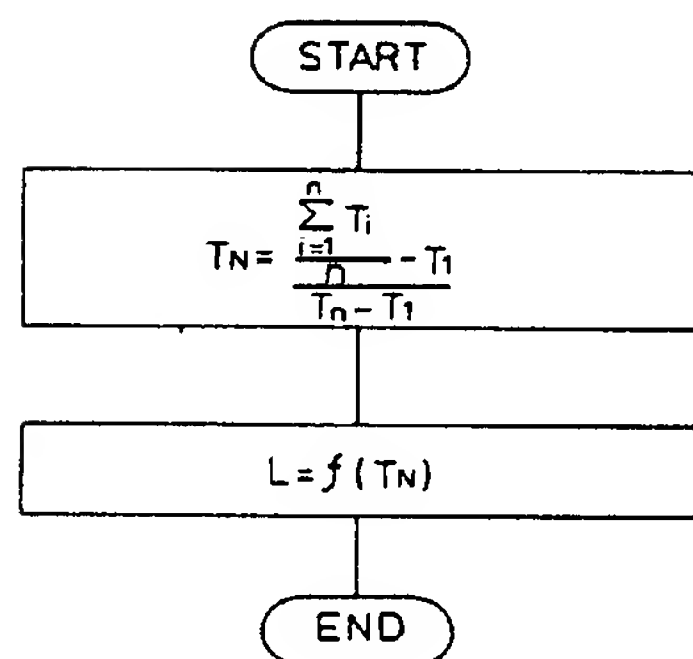 START
n
∑ Ti
i=1
TN = n - T1
Tn - T1
L = f ( TN )
END